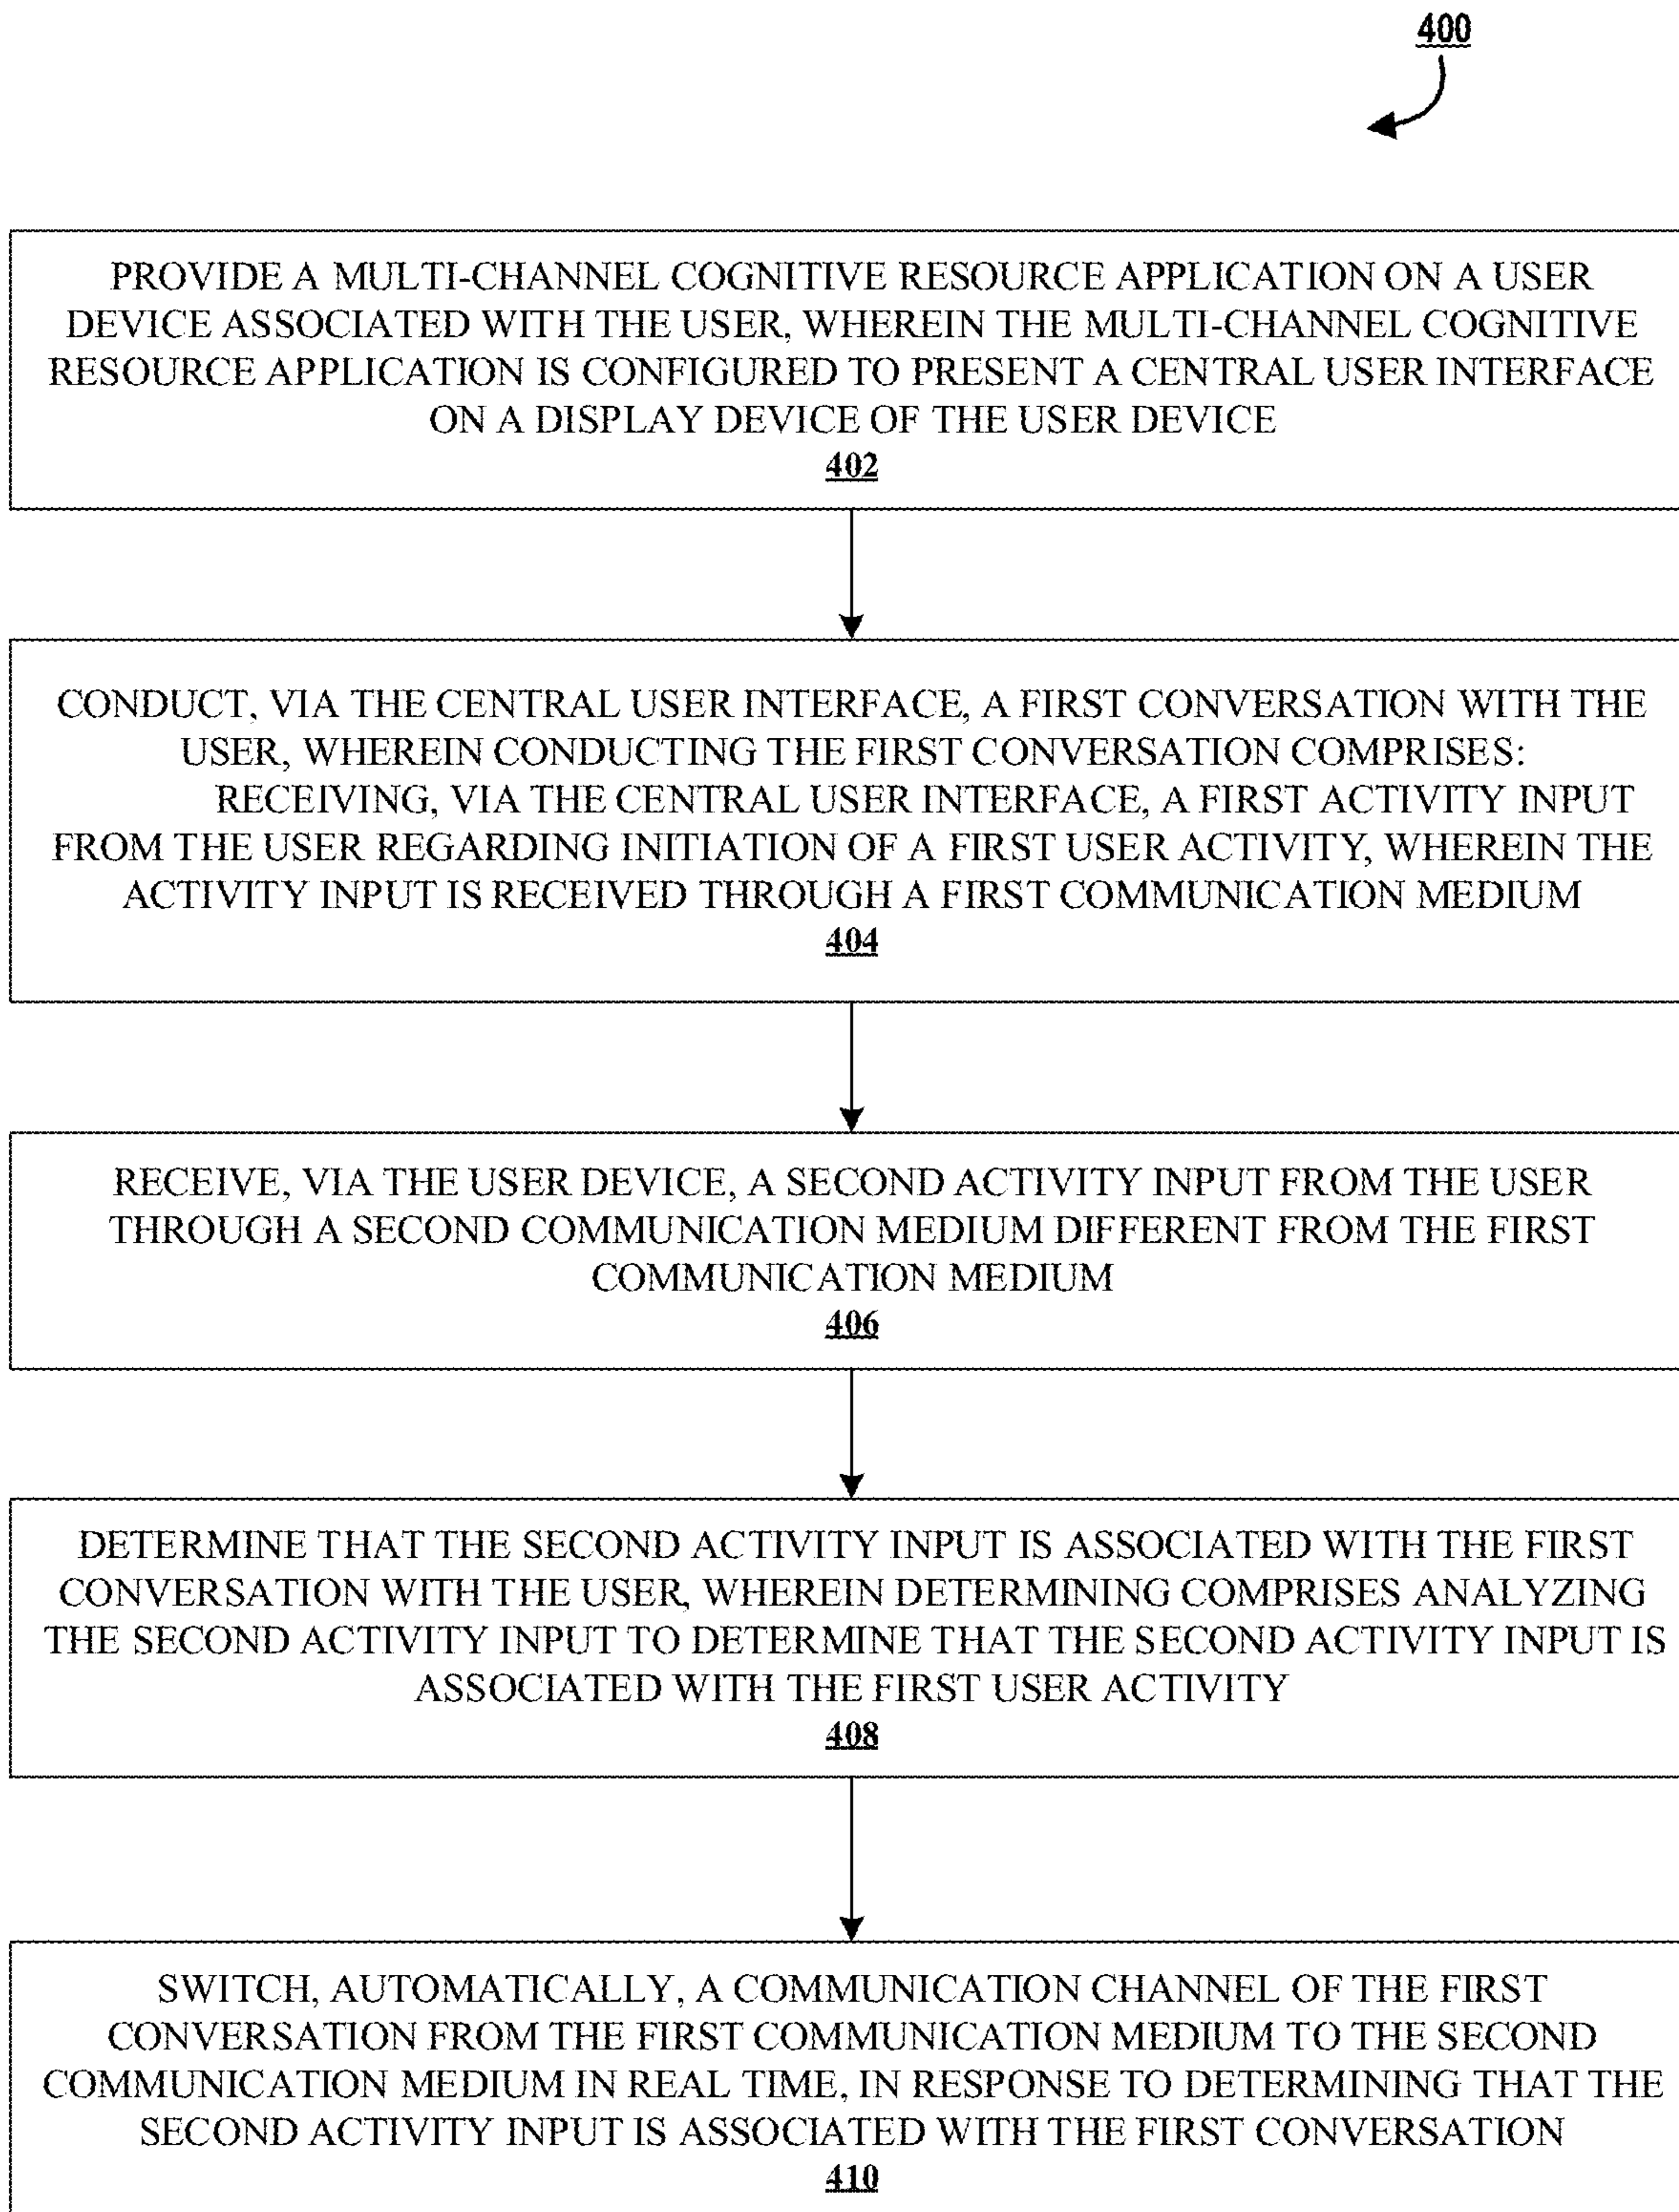 400
PROVIDE A MULTI-CHANNEL COGNITIVE RESOURCE APPLICATION ON A USER
DEVICE ASSOCIATED WITH THE USER, WHEREIN THE MULTI-CHANNEL COGNITIVE
RESOURCE APPLICATION IS CONFIGURED TO PRESENT A CENTRAL USER INTERFACE
ON A DISPLAY DEVICE OF THE USER DEVICE
402
CONDUCT, VIA THE CENTRAL USER INTERFACE, A FIRST CONVERSATION WITH THE
USER, WHEREIN CONDUCTING THE FIRST CONVERSATION COMPRISES:
RECEIVING, VIA THE CENTRAL USER INTERFACE, A FIRST ACTIVITY INPUT
FROM THE USER REGARDING INITIATION OF A FIRST USER ACTIVITY, WHEREIN THE
ACTIVITY INPUT IS RECEIVED THROUGH A FIRST COMMUNICATION MEDIUM
404
RECEIVE, VIA THE USER DEVICE, A SECOND ACTIVITY INPUT FROM THE USER
THROUGH A SECOND COMMUNICATION MEDIUM DIFFERENT FROM THE FIRST
COMMUNICATION MEDIUM
406
DETERMINE THAT THE SECOND ACTIVITY INPUT IS ASSOCIATED WITH THE FIRST
CONVERSATION WITH THE USER, WHEREIN DETERMINING COMPRISES ANALYZING
THE SECOND ACTIVITY INPUT TO DETERMINE THAT THE SECOND ACTIVITY INPUT IS
ASSOCIATED WITH THE FIRST USER ACTIVITY
408
SWITCH, AUTOMATICALLY, A COMMUNICATION CHANNEL OF THE FIRST
CONVERSATION FROM THE FIRST COMMUNICATION MEDIUM TO THE SECOND
COMMUNICATION MEDIUM IN REAL TIME, IN RESPONSE TO DETERMINING THAT THE
SECOND ACTIVITY INPUT IS ASSOCIATED WITH THE FIRST CONVERSATION
410